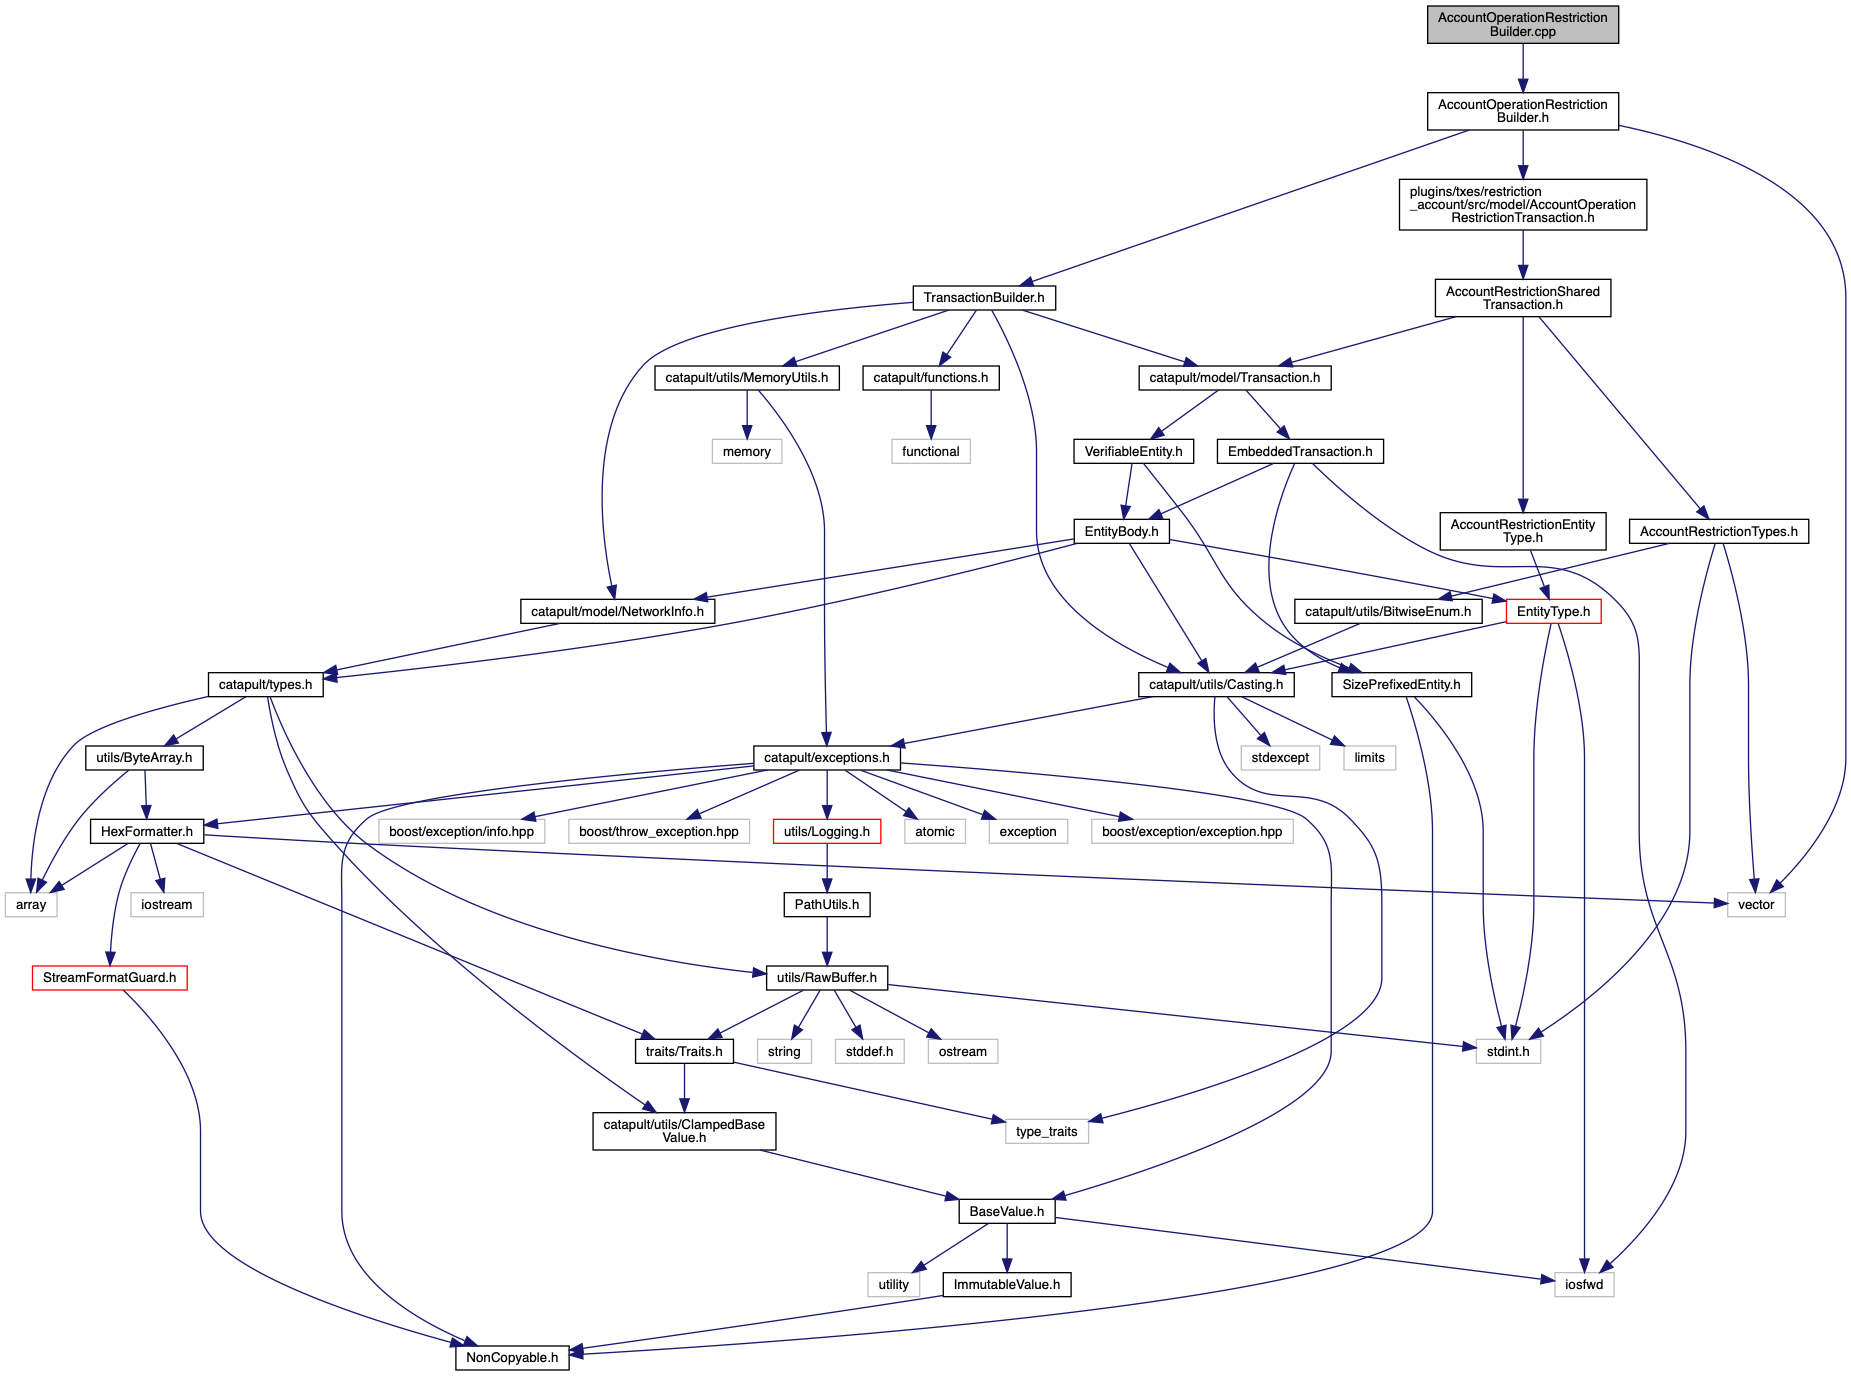 AccountOperationRestriction
Builder.cpp
AccountOperationRestriction
Builder.h
plugins/txes/restriction
_account/src/model/AccountOperation
RestrictionTransaction.h
TransactionBuilder.h
AccountRestrictionShared
Transaction.h
catapult/utils/MemoryUtils.h
catapult/functions.h
catapult/model/Transaction.h
memory
functional
VerifiableEntity.h
EmbeddedTransaction.h
EntityBody.h
AccountRestrictionEntity
Type.h
AccountRestrictionTypes.h
catapult/model/NetworkInfo.h
catapult/utils/BitwiseEnum.h
EntityType.h
catapult/types.h
catapult/utils/Casting.h
SizePrefixedEntity.h
utils/ByteArray.h
catapult/exceptions.h
stdexcept
limits
HexFormatter.h
boost/exception/info.hpp
boost/throw_exception.hpp
utils/Logging.h
atomic
exception
boost/exception/exception.hpp
array
iostream
PathUtils.h
vector
StreamFormatGuard.h
utils/RawBuffer.h
traits/Traits.h
string
stddef.h
ostream
stdint.h
catapult/utils/ClampedBase
Value.h
type_traits
BaseValue.h
utility
ImmutableValue.h
iosfwd
NonCopyable.h